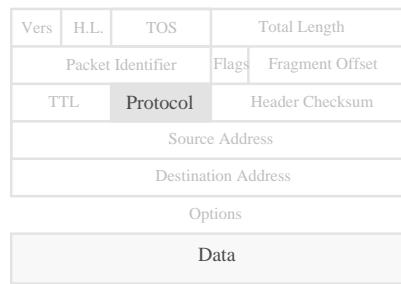 Vers H.L. TOS Total Length
Packet Identifier Flags Fragment Offset
TTL Protocol Header Checksum
Source Address
Destination Address
Options
Data